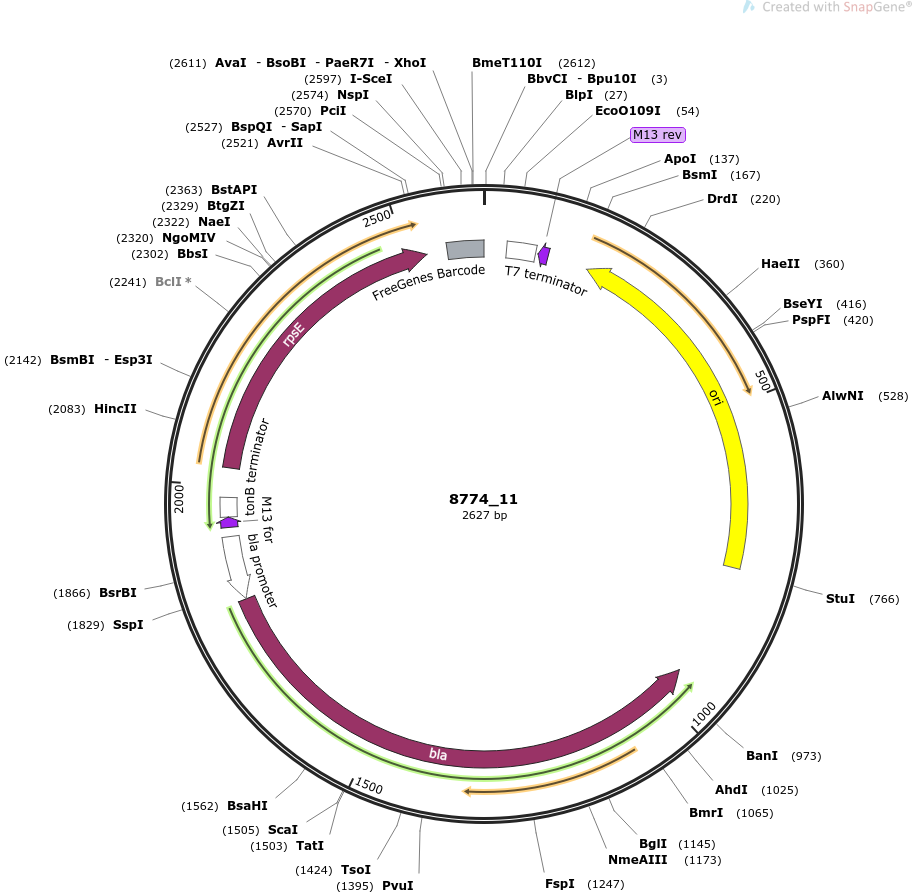 Created with SnapGene®
(2611) AvaI - BsoBI - PaeR7I - XhoI
(2597) I-SceI
(2574) NspI
(2570) PciI
(2527) BspQI - SapI
(2521) AvrII
BmeT110I (2612)
BbvCI - Bpu10I (3)
BlpI (27)
EcoO109I (54)
M13 rev
ApoI (137)
BsmI (167)
DrdI (220)
HaeII (360)
BseYI (416)
PspFI (420)
AlwNI (528)
StuI (766)
BanI (973)
AhdI (1025)
BmrI (1065)
BglI (1145)
NmeAIII (1173)
FspI (1247)
(1395) PvuI
(1424) TsoI
(1503) TatI
(1505) ScaI
(1562) BsaHI
(1829) SspI
(1866) BsrBI
(2083) HincII
(2142) BsmBI - Esp3I
(2241) BclI *
(2302) BbsI
(2320) NgoMIV
(2322) NaeI
(2329) BtgZI
(2363) BstAPI
500
1000
1500
2000
2500
FreeGenes Barcode
T7 terminator
ori
rpsE
tonB terminator
M13 for
bla promoter
bla
8774_11
2627 bp